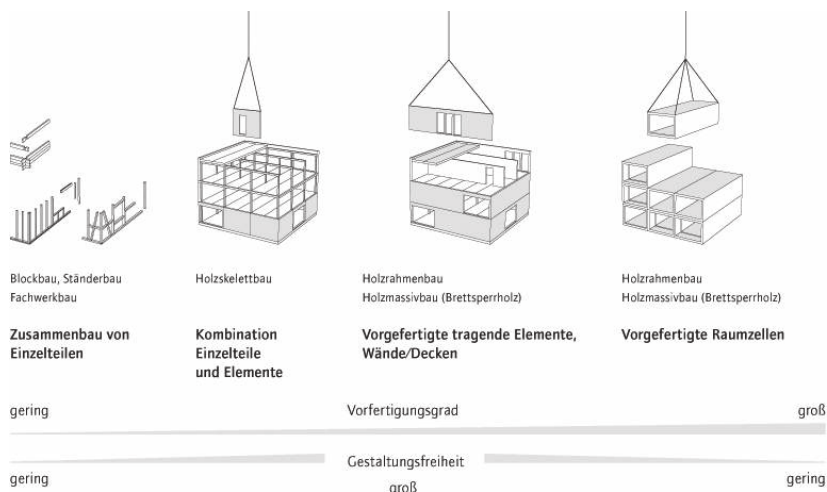 Blockbau, Ständerbau
Fachwerkbau
Zusammenbau von
Einzelteilen
Holzskelettbau
Kombination
Einzelteile
und Elemente
Holzrahmenbau
Holzmassivbau (Brettsperrholz)
Vorgefertigte tragende Elemente,
Wände/Decken
Holzrahmenbau
Holzmassivbau (Brettsperrholz)
Vorgefertigte Raumzellen
gering Vorfertigungsgrad groß
Gestaltungsfreiheit
gering groß gering